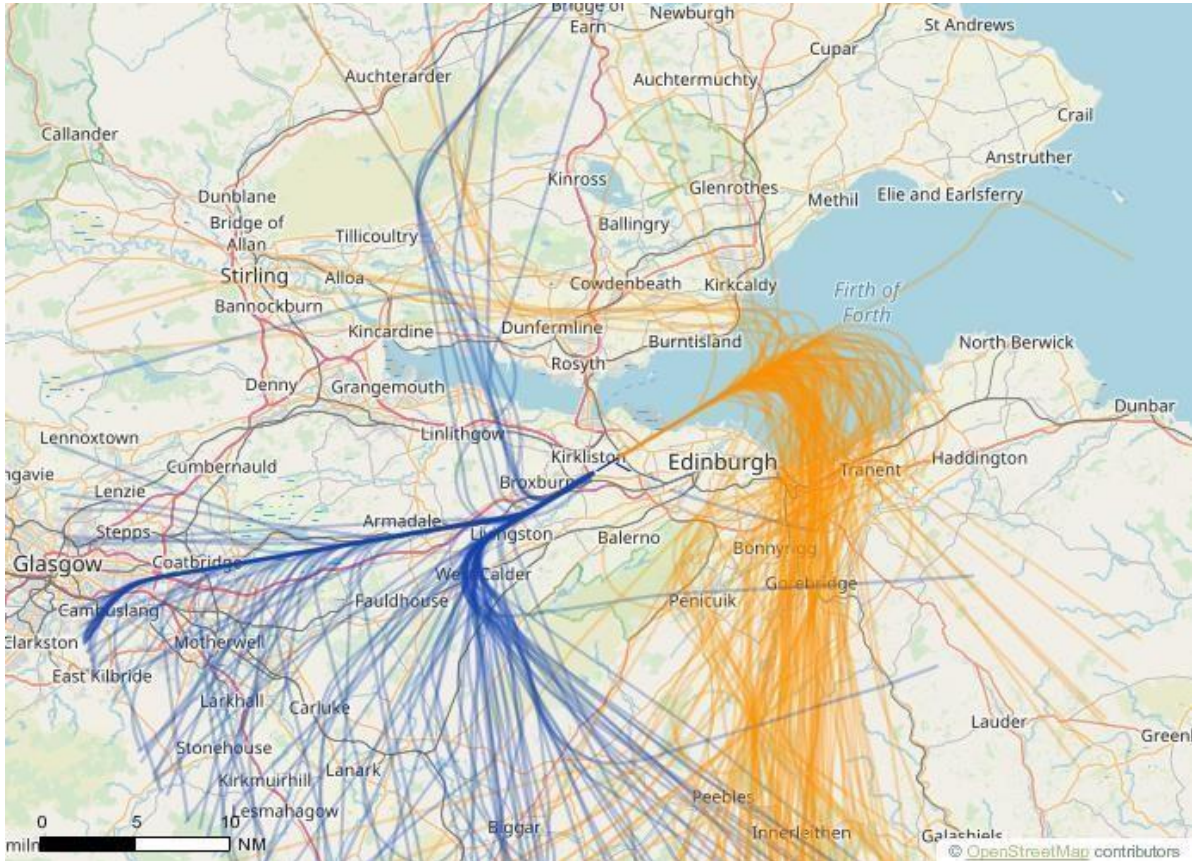 Bridge of
Earn
Newburgh
St Andrews
Cupar
Auchterarder
Auchtermuchty
Crail
Callander
Anstruther
Kinross
Glenrothes
Dunblane
Methil
Elie and Earlsferry
Bridge of
Allan
Ballingry
Tillicoultry
Stirling
Alloa
Cowdenbeath
Kirkcaldy
Firth of
Forth
Bannockburn
Kincardine
Dunfermline
Burntisland
North Berwick
Rosyth
Denny
Grangemouth
Dunbar
Lennoxtown
Linlithgow
Kirkliston
Edinburgh
Haddington
ngavie
Cumbernauld
Tranent
Broxburn
Lenzie
Armadale
Stepps
Livingston
Balerno
Bonnyrigg
Glasgow
Coatbridge
West Calder
Gorebridge
Cambuslang
Fauldhouse
Penicuik
Clarkston
Motherwell
East Kilbride
Larkhall
Carluke
Lauder
Greenl
Stonehouse
Lanark
Kirkmuirhill
Peebles
Lesmahagow
0 5 10
Biggar
Innerleithen
Galashiels
miln
NM
© OpenStreetMap contributors